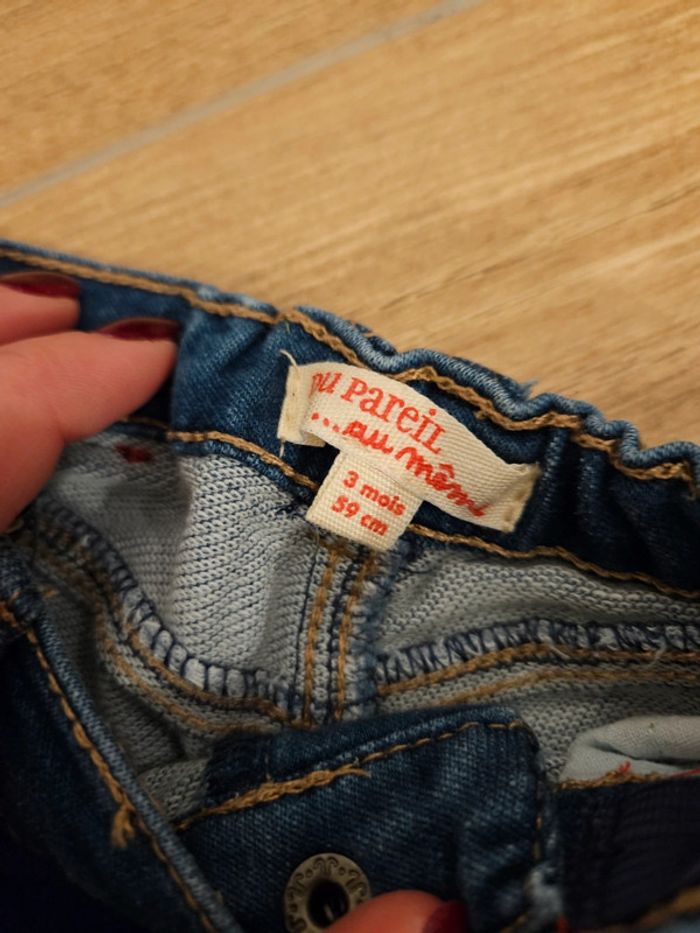 DU PAREIL
...au même
3 mois
59 cm